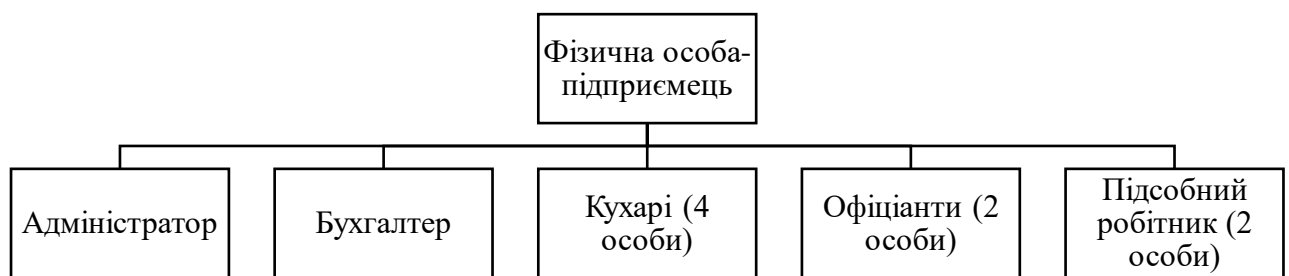 Фізична особа-
підприємець
Адміністратор
Бухгалтер
Кухарі (4
особи)
Офіціанти (2
особи)
Підсобний
робітник (2
особи)